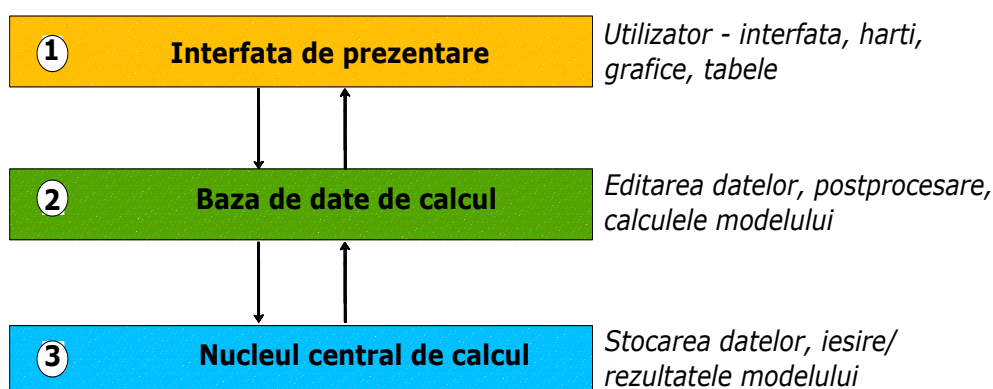 1 Interfata de prezentare
Utilizator - interfata, harti,
grafice, tabele
2 Baza de date de calcul
Editarea datelor, postprocesare,
calculele modelului
3 Nucleul central de calcul
Stocarea datelor, iesire/
rezultatele modelului